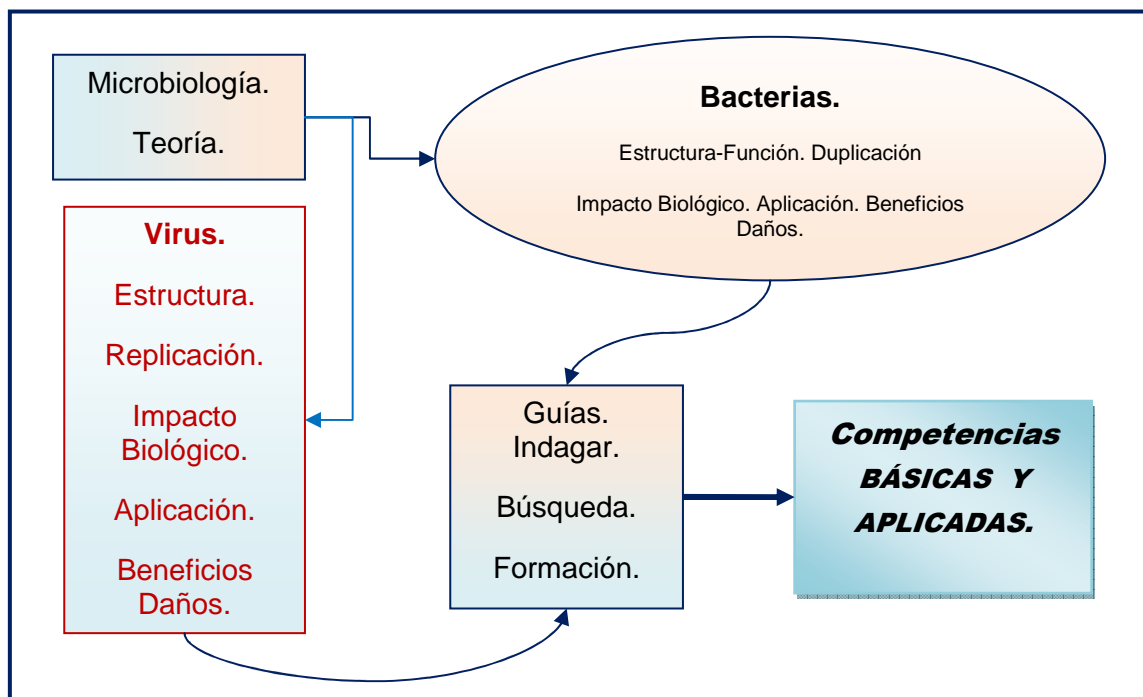 Microbiología.
Teoría.
Bacterias.
Estructura-Función. Duplicación
Impacto Biológico. Aplicación. Beneficios
Daños.
Virus.
Estructura.
Replicación.
Impacto
Biológico.
Aplicación.
Beneficios
Daños.
Guías.
Indagar.
Búsqueda.
Formación.
Competencias
BÁSICAS Y
APLICADAS.